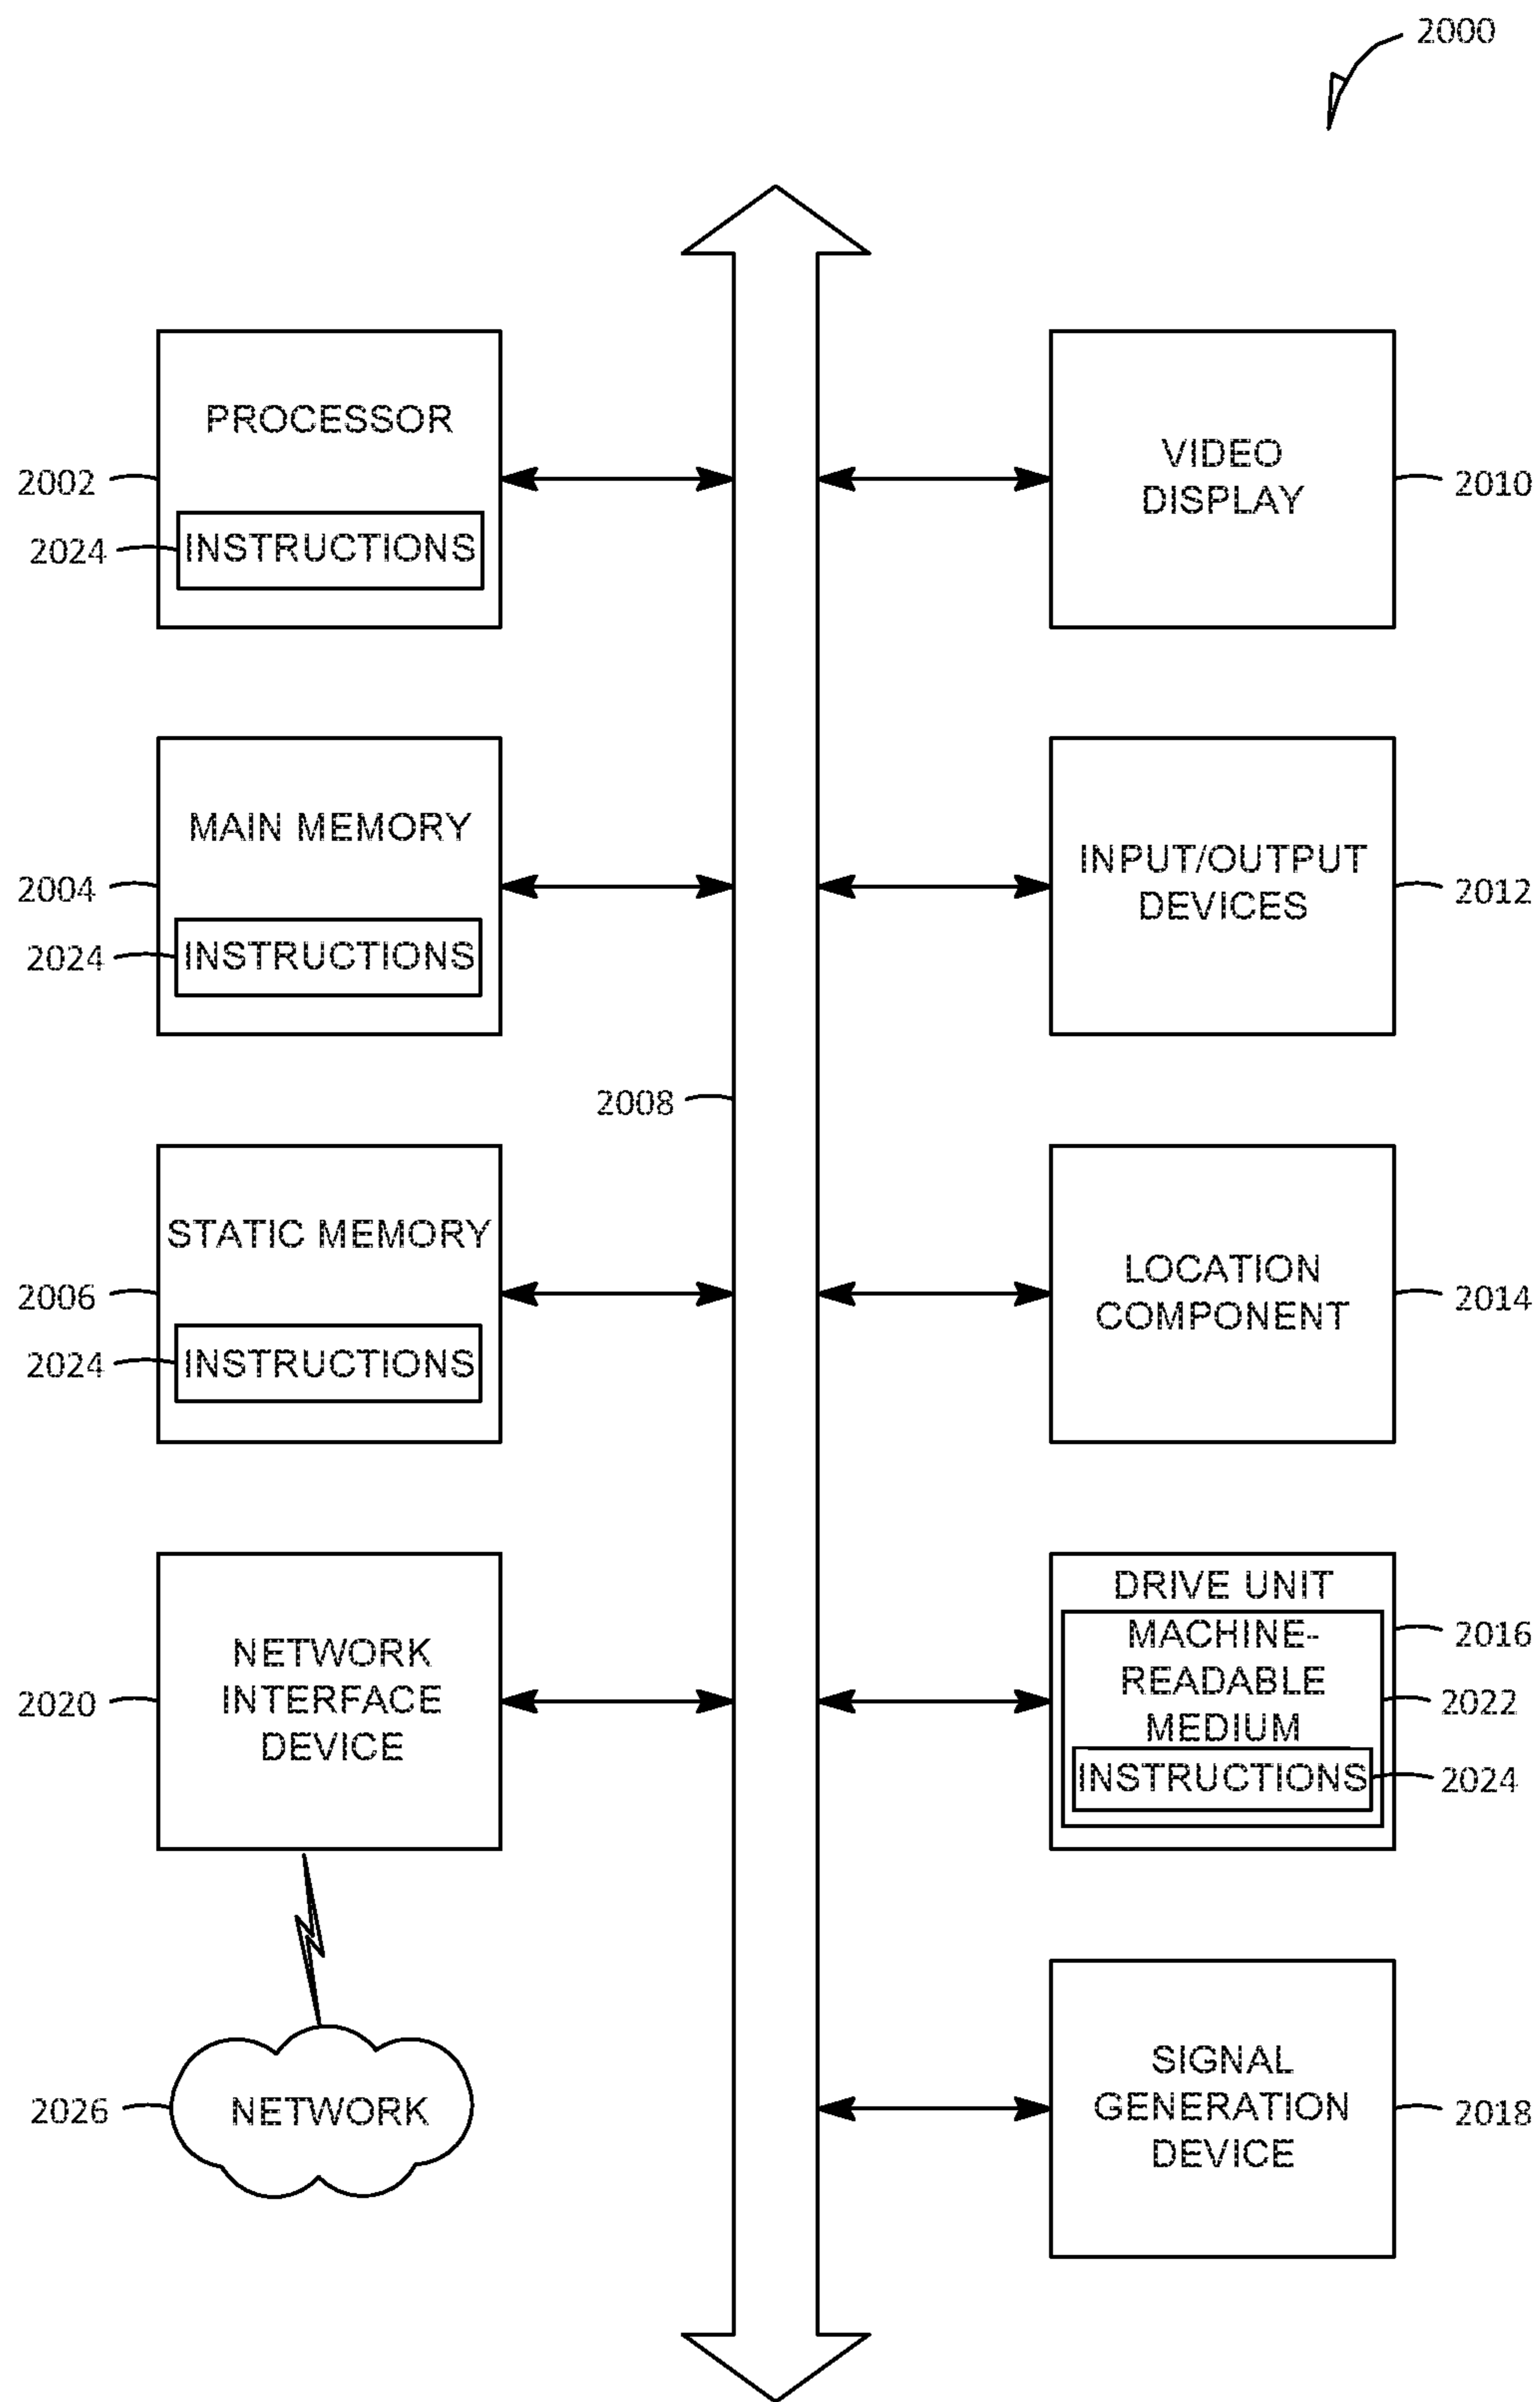 2000
PROCESSOR
2002
2024
INSTRUCTIONS
VIDEO
DISPLAY
2010
MAIN MEMORY
2004
2024
INSTRUCTIONS
INPUT/OUTPUT
DEVICES
2012
2008
STATIC MEMORY
2006
2024
INSTRUCTIONS
LOCATION
COMPONENT
2014
NETWORK
INTERFACE
DEVICE
2020
DRIVE UNIT
MACHINE-
READABLE
MEDIUM
INSTRUCTIONS
2016
2022
2024
2026
NETWORK
SIGNAL
GENERATION
DEVICE
2018